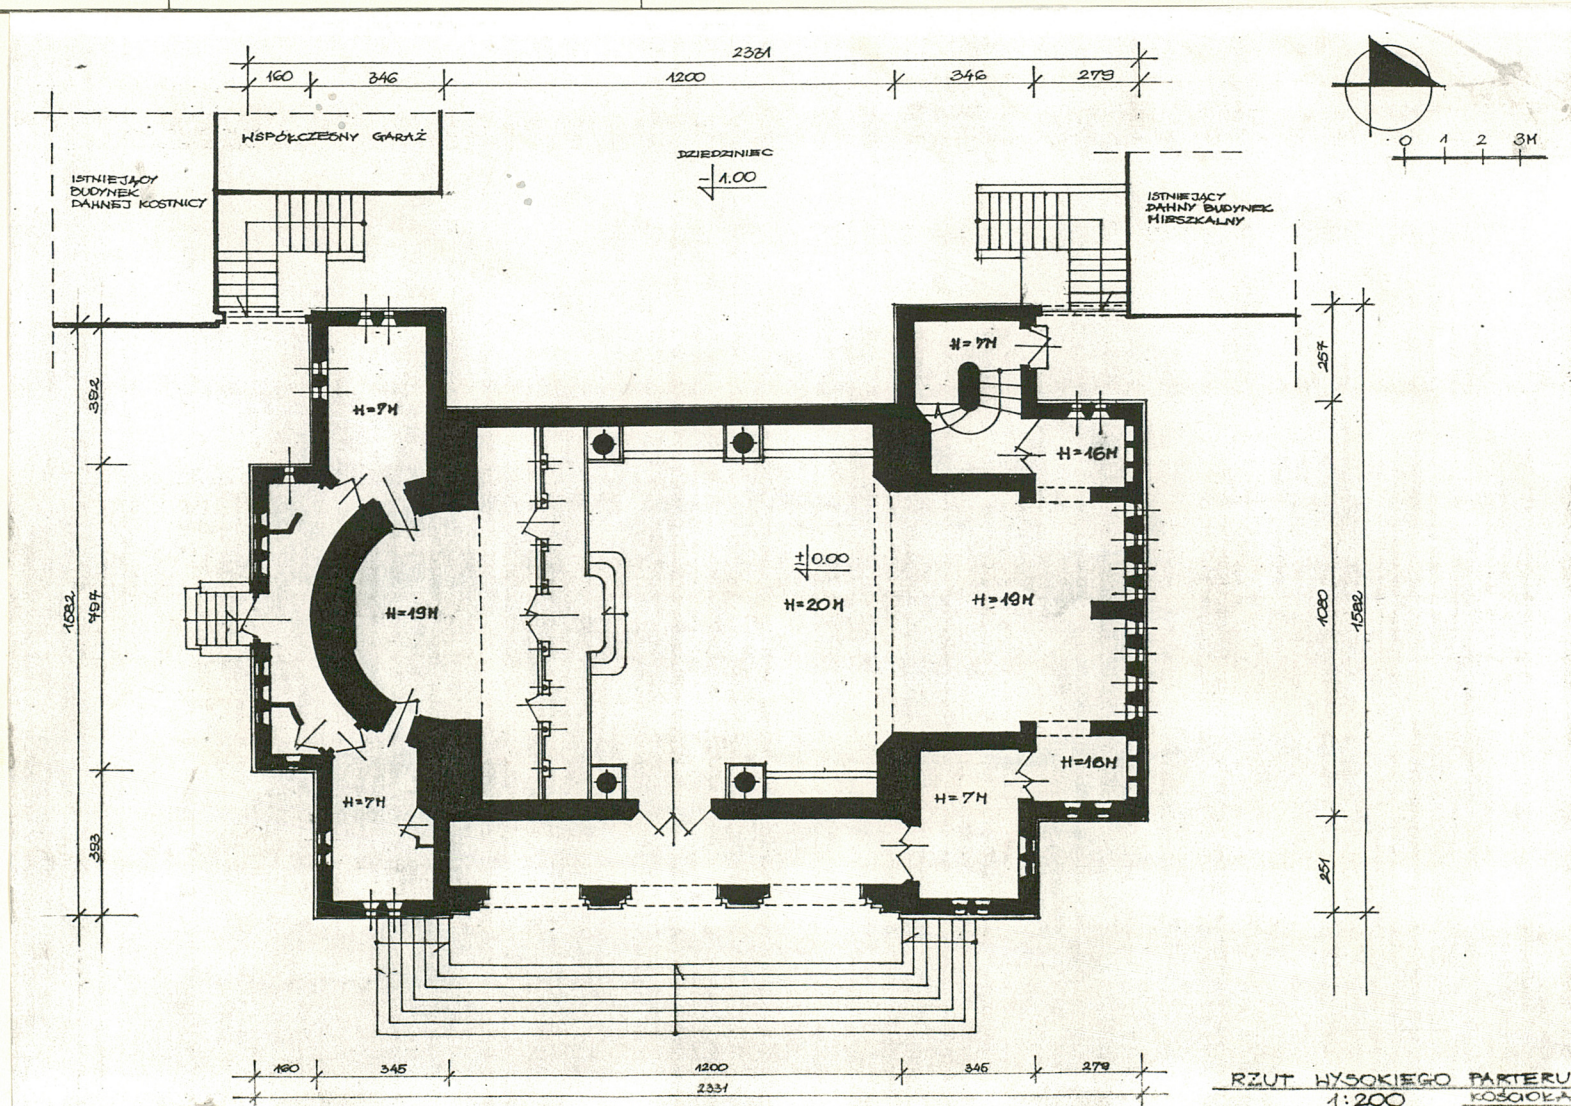 2331
160 346 1200 346 279
WSPÓŁCZESNY GARAŻ
0 1 2 3M
DZIEDZINIEC
-1.00
ISTNIEJĄCY
BUDYNEK
DAWNEJ KOSTNICY
ISTNIEJĄCY
DAWNY BUDYNEK
MIESZKALNY
H=7M
257
392
H=7M
H=16M
±0.00
H=19M
H=20M
H=19M
1582
497
1080
1582
H=16M
H=7M
H=7M
393
251
160 345 1200 345 279
2331
RZUT WYSOKIEGO PARTERU
1:200 KOŚCIOŁA